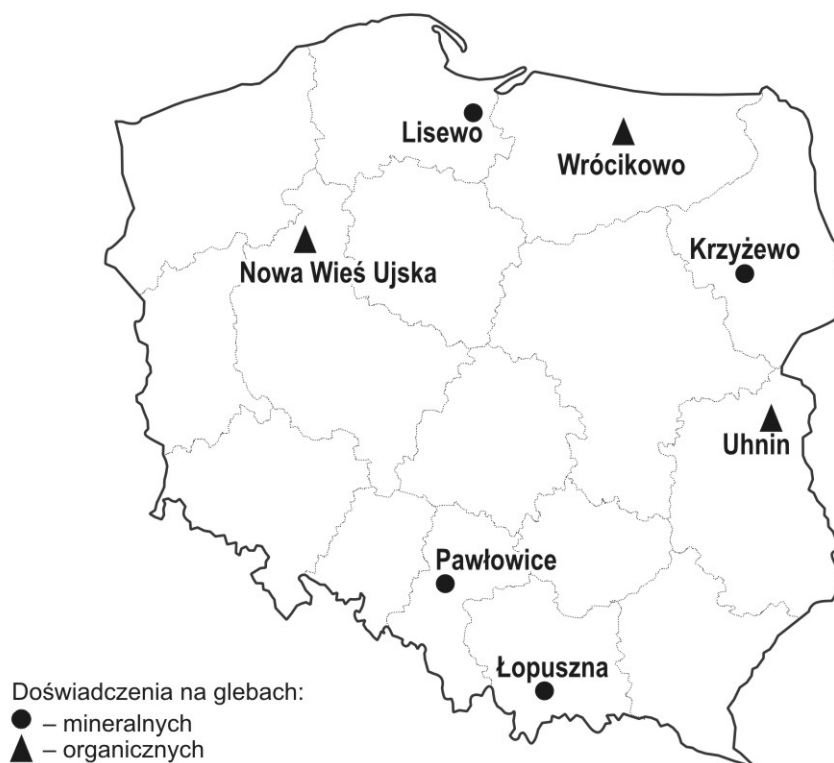 Lisewo
Wrócikowo
Krzyżewo
Nowa Wieś Ujska
Uhnin
Pawłowice
Łopuszna
Doświadczenia na glebach:
– mineralnych
– organicznych